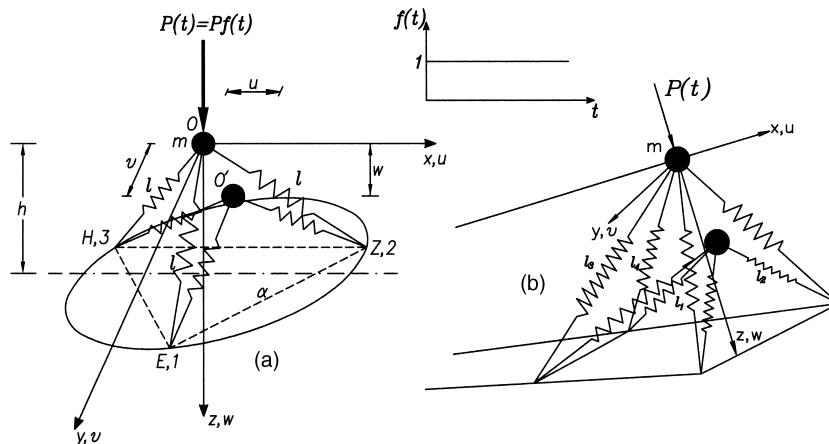 P(t)=Pf(t)
f(t)
1
t
u
O
m
x,u
υ
l
l
O'
w
h
H,3
Z,2
l
α
E,1
(a)
z,w
y,υ
P(t)
m
x,u
y,υ
l₃
l₄
l₁
l₂
(b)
z,w